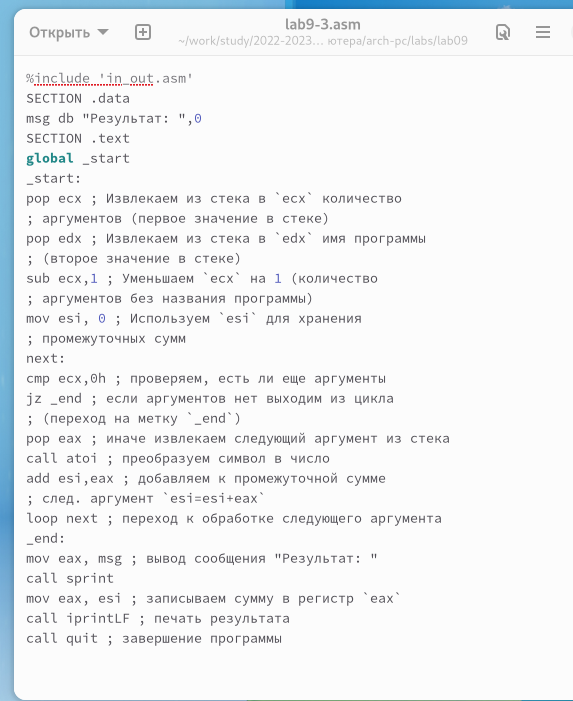 Открыть
lab9-3.asm
~/work/study/2022-2023… ютера/arch-pc/labs/lab09
%include 'in_out.asm'
SECTION .data
msg db "Результат: ",0
SECTION .text
global _start
_start:
pop ecx ; Извлекаем из стека в `ecx` количество
; аргументов (первое значение в стеке)
pop edx ; Извлекаем из стека в `edx` имя программы
; (второе значение в стеке)
sub ecx,1 ; Уменьшаем `ecx` на 1 (количество
; аргументов без названия программы)
mov esi, 0 ; Используем `esi` для хранения
; промежуточных сумм
next:
cmp ecx,0h ; проверяем, есть ли еще аргументы
jz _end ; если аргументов нет выходим из цикла
; (переход на метку `_end`)
pop eax ; иначе извлекаем следующий аргумент из стека
call atoi ; преобразуем символ в число
add esi,eax ; добавляем к промежуточной сумме
; след. аргумент `esi=esi+eax`
loop next ; переход к обработке следующего аргумента
_end:
mov eax, msg ; вывод сообщения "Результат: "
call sprint
mov eax, esi ; записываем сумму в регистр `eax`
call iprintLF ; печать результата
call quit ; завершение программы